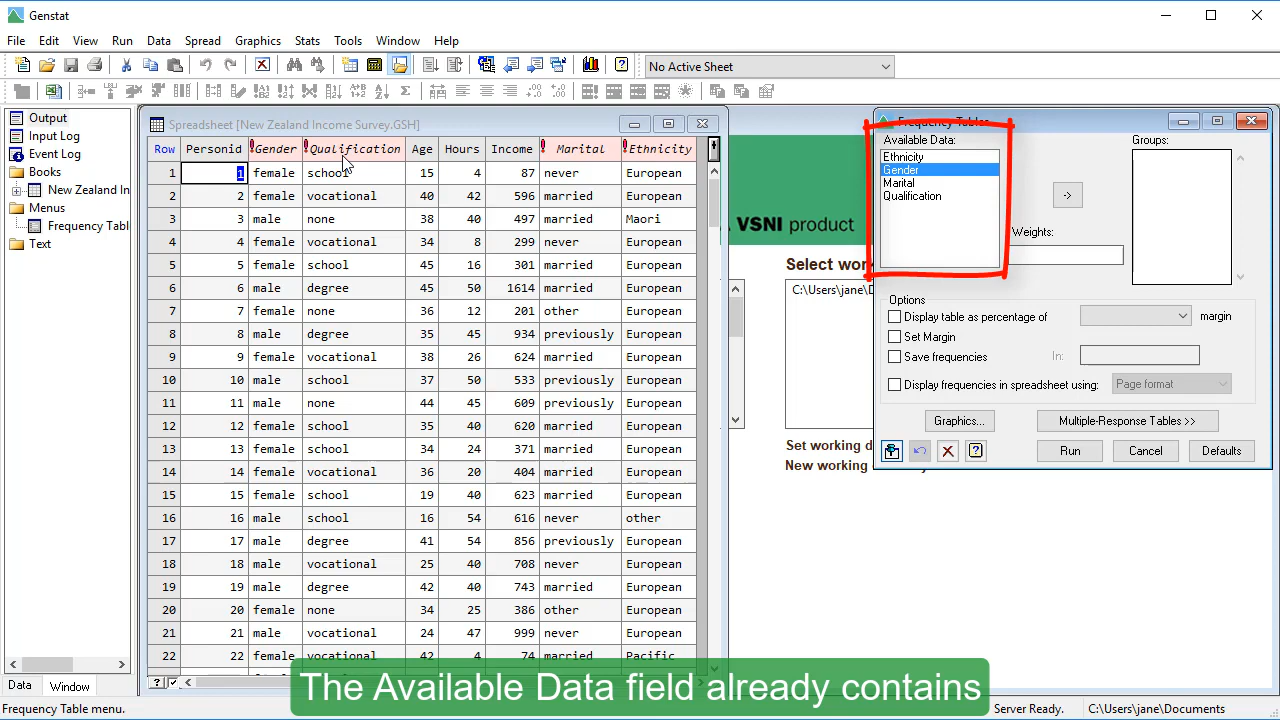 Genstat
File Edit View Run Data Spread Graphics Stats Tools Window Help
No Active Sheet
Output
Input Log
Event Log
Books
New Zealand In
Menus
Frequency Tabl
Text
Data Window
Spreadsheet [New Zealand Income Survey.GSH]
Row Personid !Gender !Qualification Age Hours Income ! Marital !Ethnicity !
1 1 female school 15 4 87 never European
2 2 female vocational 40 42 596 married European
3 3 male none 38 40 497 married Maori
4 4 female vocational 34 8 299 never European
5 5 female school 45 16 301 married European
6 6 male degree 45 50 1614 married European
7 7 female none 36 12 201 other European
8 8 male degree 35 45 934 previously European
9 9 female vocational 38 26 624 married European
10 10 male school 37 50 533 previously European
11 11 male none 44 45 609 previously European
12 12 female school 35 40 620 married European
13 13 female school 34 24 371 married European
14 14 female vocational 36 20 404 married European
15 15 female school 19 40 623 married European
16 16 male school 16 54 616 never other
17 17 male degree 41 54 856 previously European
18 18 male vocational 25 40 708 never European
19 19 male degree 42 40 743 married European
20 20 female none 34 25 386 other European
21 21 male vocational 24 47 999 never European
22 22 female vocational 42 4 74 married Pacific
VSNI product
Select wor
C:\Users\jane\D
Set working d
New working
Frequency Tables
Available Data:
Ethnicity
Gender
Marital
Qualification
Groups:
->
Weights:
Options
Display table as percentage of margin
Set Margin
Save frequencies In:
Display frequencies in spreadsheet using: Page format
Graphics... Multiple-Response Tables >>
Run Cancel Defaults
The Available Data field already contains
Frequency Table menu. Server Ready. C:\Users\jane\Documents